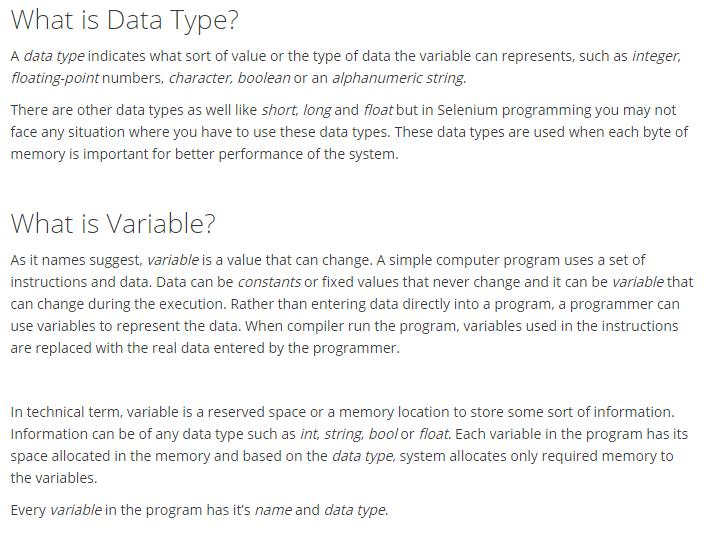 What is Data Type?
A data type indicates what sort of value or the type of data the variable can represents, such as integer,
floating-point numbers, character, boolean or an alphanumeric string.
There are other data types as well like short, long and float but in Selenium programming you may not
face any situation where you have to use these data types. These data types are used when each byte of
memory is important for better performance of the system.
What is Variable?
As it names suggest, variable is a value that can change. A simple computer program uses a set of
instructions and data. Data can be constants or fixed values that never change and it can be variable that
can change during the execution. Rather than entering data directly into a program, a programmer can
use variables to represent the data. When compiler run the program, variables used in the instructions
are replaced with the real data entered by the programmer.
In technical term, variable is a reserved space or a memory location to store some sort of information.
Information can be of any data type such as int, string, bool or float. Each variable in the program has its
space allocated in the memory and based on the data type, system allocates only required memory to
the variables.
Every variable in the program has it’s name and data type.